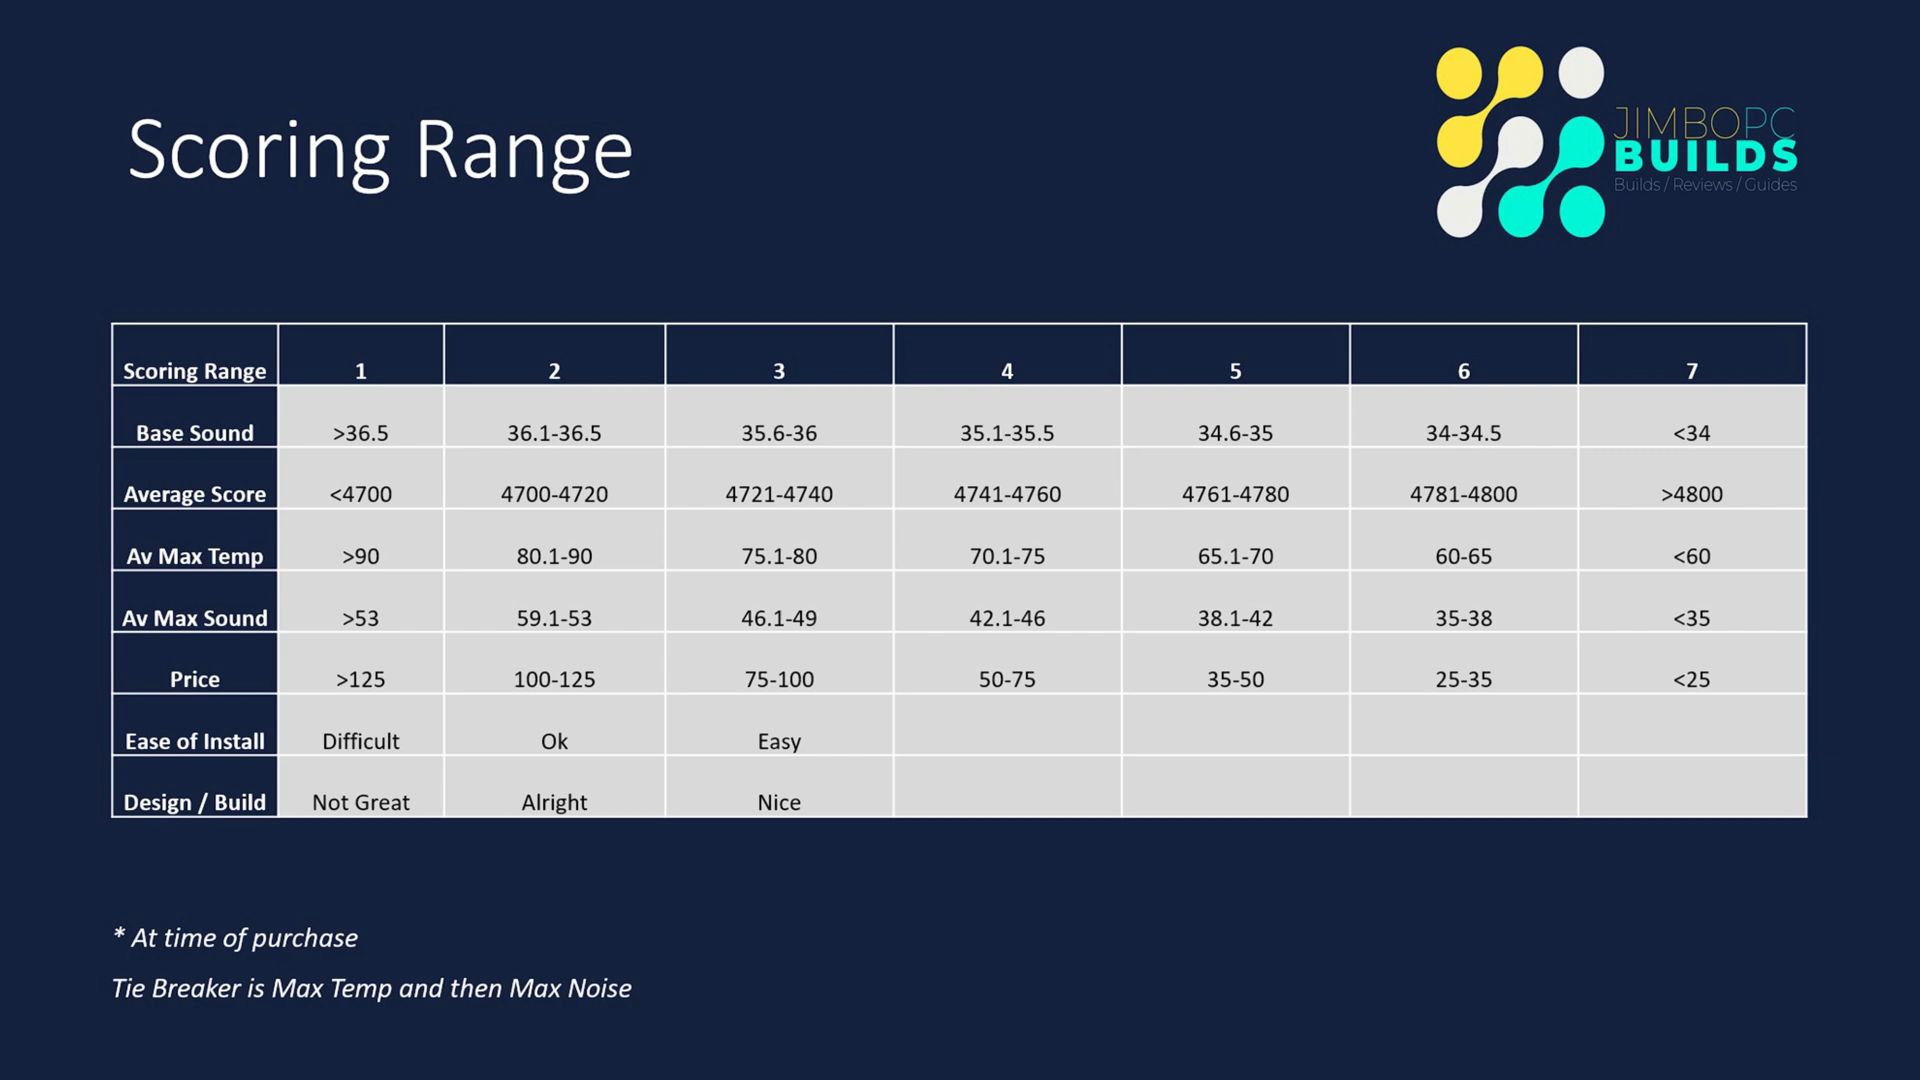 Scoring Range
JIMBOPC
BUILDS
Builds / Reviews / Guides
Scoring Range 1 2 3 4 5 6 7
Base Sound >36.5 36.1-36.5 35.6-36 35.1-35.5 34.6-35 34-34.5 <34
Average Score <4700 4700-4720 4721-4740 4741-4760 4761-4780 4781-4800 >4800
Av Max Temp >90 80.1-90 75.1-80 70.1-75 65.1-70 60-65 <60
Av Max Sound >53 59.1-53 46.1-49 42.1-46 38.1-42 35-38 <35
Price >125 100-125 75-100 50-75 35-50 25-35 <25
Ease of Install Difficult Ok Easy
Design / Build Not Great Alright Nice
* At time of purchase
Tie Breaker is Max Temp and then Max Noise